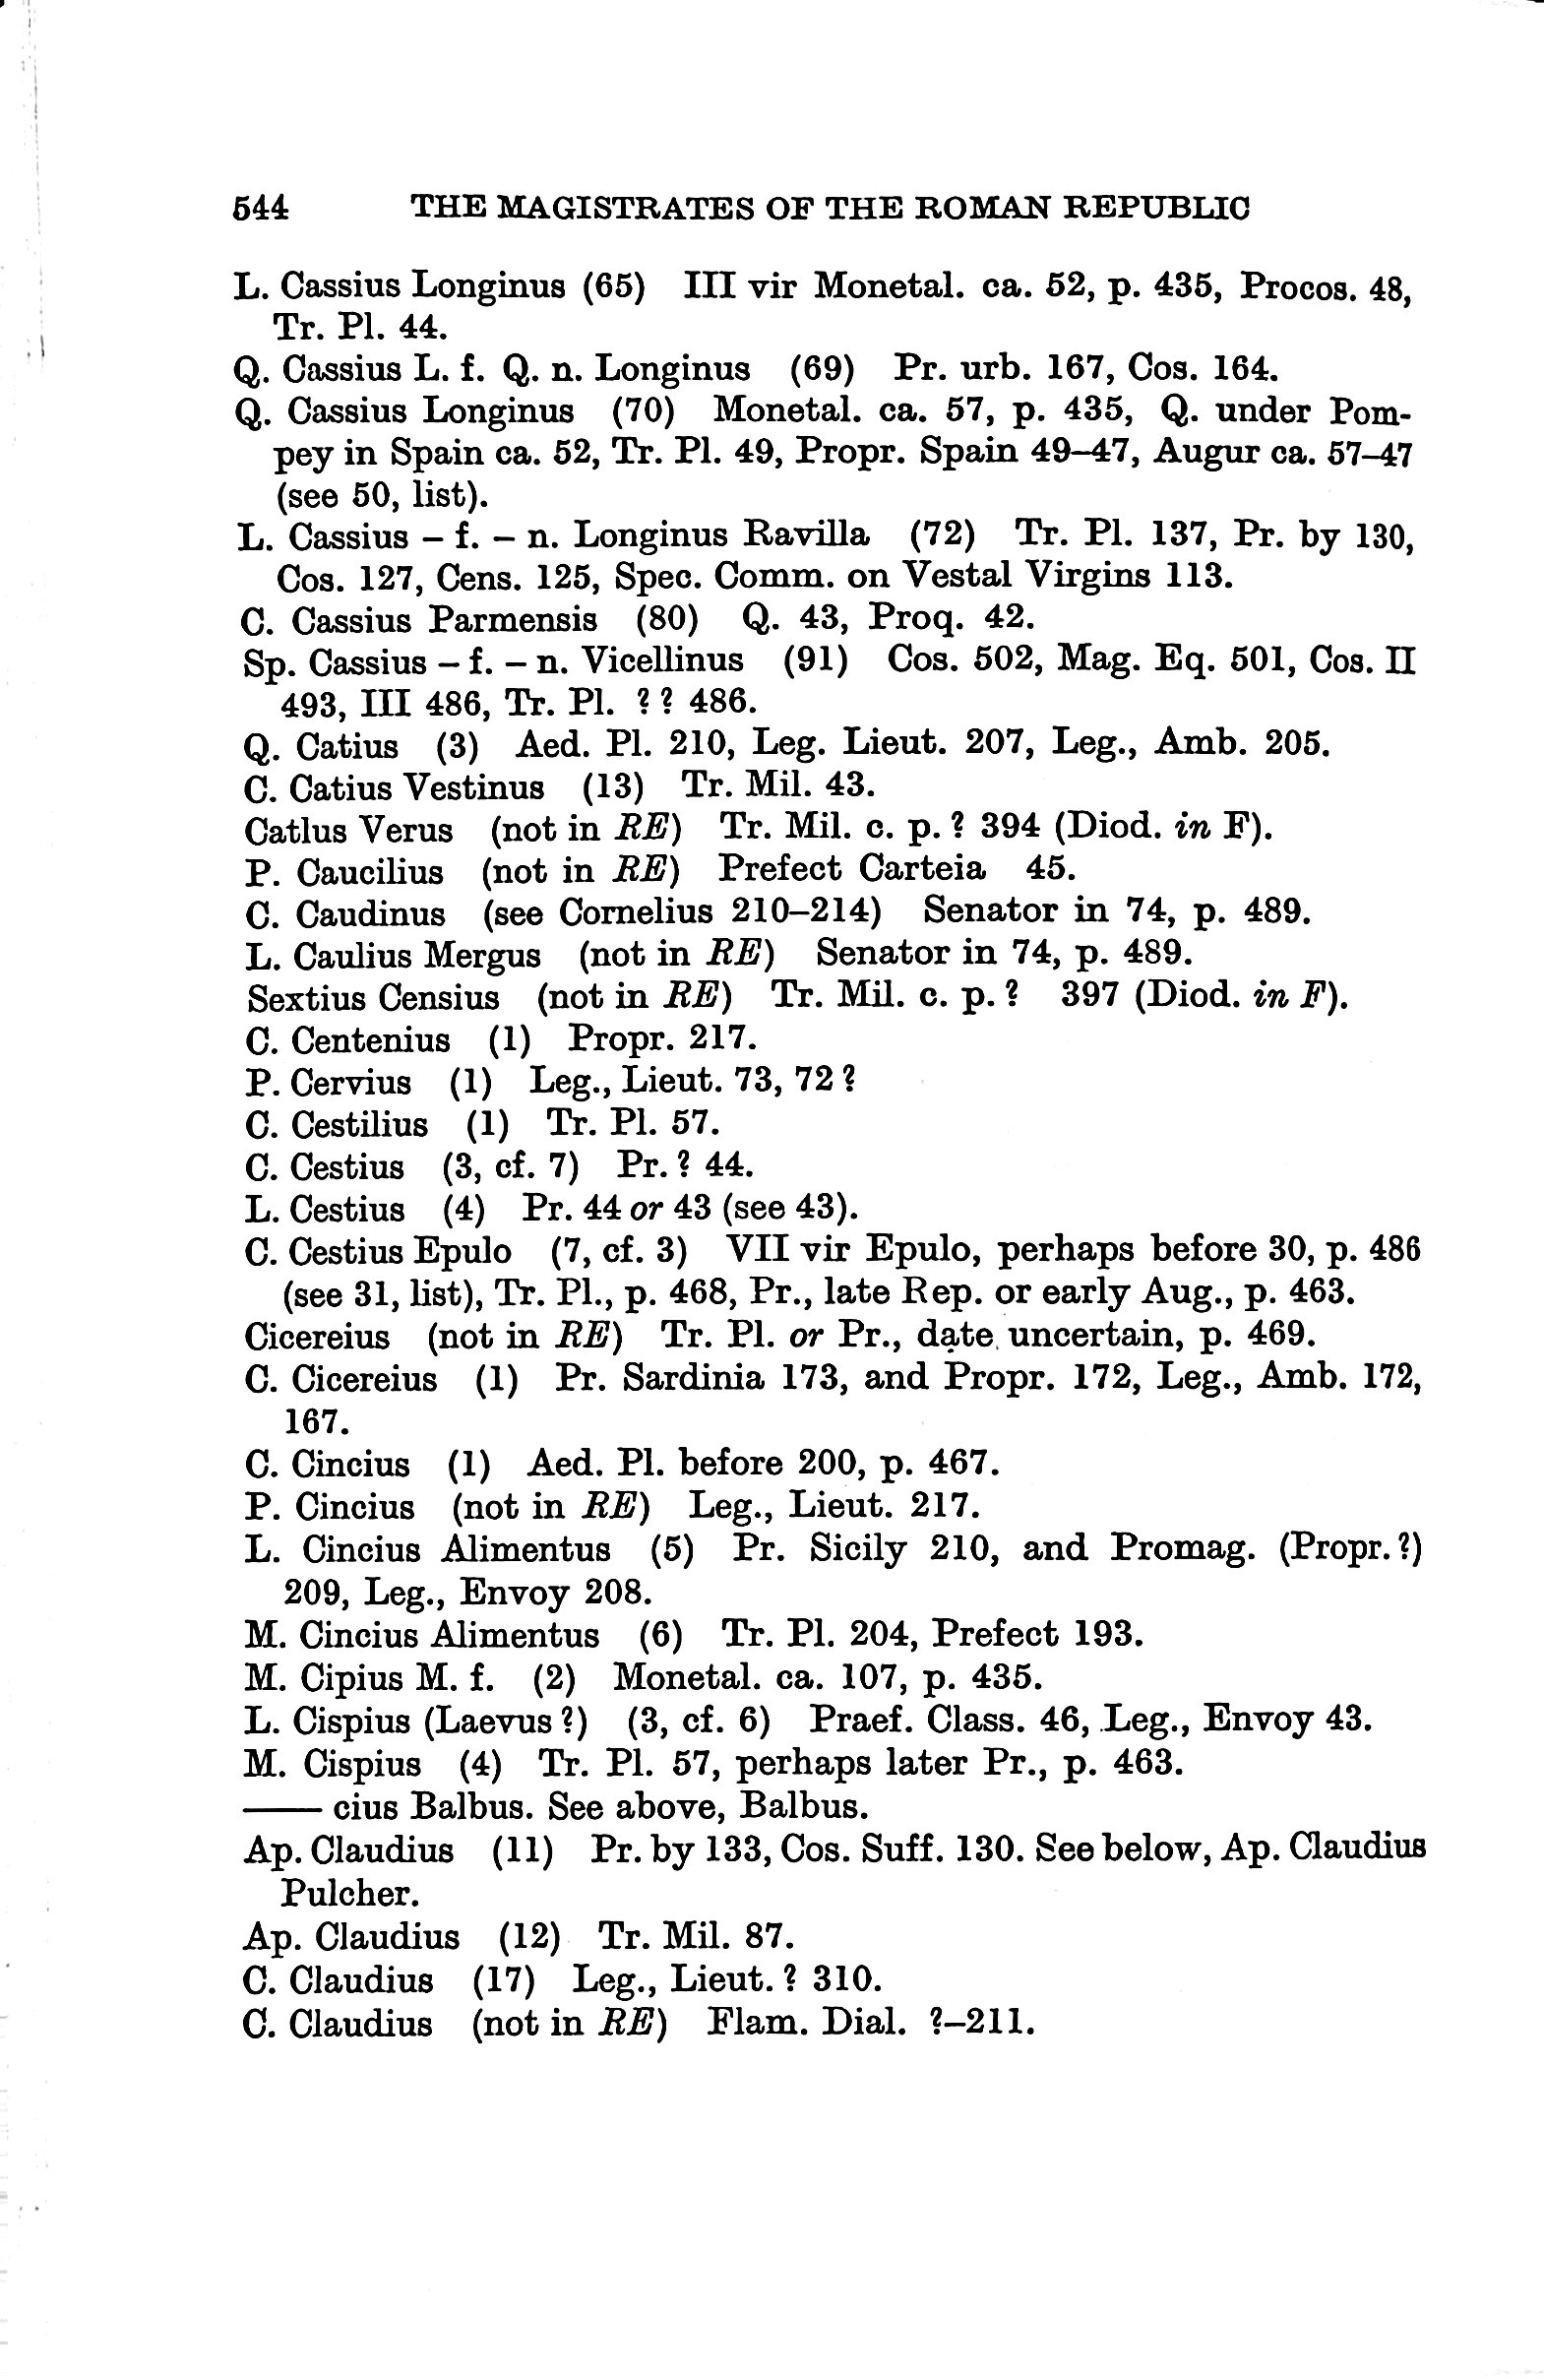 544 THE MAGISTRATES OF THE ROMAN REPUBLIC
L. Cassius Longinus (65) III vir Monetal. ca. 52, p. 435, Procos. 48,
Tr. Pl. 44.
Q. Cassius L. f. Q. n. Longinus (69) Pr. urb. 167, Cos. 164.
Q. Cassius Longinus (70) Monetal. ca. 57, p. 435, Q. under Pom-
pey in Spain ca. 52, Tr. Pl. 49, Propr. Spain 49–47, Augur ca. 57–47
(see 50, list).
L. Cassius – f. – n. Longinus Ravilla (72) Tr. Pl. 137, Pr. by 130,
Cos. 127, Cens. 125, Spec. Comm. on Vestal Virgins 113.
C. Cassius Parmensis (80) Q. 43, Proq. 42.
Sp. Cassius – f. – n. Vicellinus (91) Cos. 502, Mag. Eq. 501, Cos. II
493, III 486, Tr. Pl. ? ? 486.
Q. Catius (3) Aed. Pl. 210, Leg. Lieut. 207, Leg., Amb. 205.
C. Catius Vestinus (13) Tr. Mil. 43.
Catlus Verus (not in RE) Tr. Mil. c. p. ? 394 (Diod. in F).
P. Caucilius (not in RE) Prefect Carteia 45.
C. Caudinus (see Cornelius 210–214) Senator in 74, p. 489.
L. Caulius Mergus (not in RE) Senator in 74, p. 489.
Sextius Censius (not in RE) Tr. Mil. c. p. ? 397 (Diod. in F).
C. Centenius (1) Propr. 217.
P. Cervius (1) Leg., Lieut. 73, 72 ?
C. Cestilius (1) Tr. Pl. 57.
C. Cestius (3, cf. 7) Pr. ? 44.
L. Cestius (4) Pr. 44 or 43 (see 43).
C. Cestius Epulo (7, cf. 3) VII vir Epulo, perhaps before 30, p. 486
(see 31, list), Tr. Pl., p. 468, Pr., late Rep. or early Aug., p. 463.
Cicereius (not in RE) Tr. Pl. or Pr., date uncertain, p. 469.
C. Cicereius (1) Pr. Sardinia 173, and Propr. 172, Leg., Amb. 172,
167.
C. Cincius (1) Aed. Pl. before 200, p. 467.
P. Cincius (not in RE) Leg., Lieut. 217.
L. Cincius Alimentus (5) Pr. Sicily 210, and Promag. (Propr. ?)
209, Leg., Envoy 208.
M. Cincius Alimentus (6) Tr. Pl. 204, Prefect 193.
M. Cipius M. f. (2) Monetal. ca. 107, p. 435.
L. Cispius (Laevus ?) (3, cf. 6) Praef. Class. 46, Leg., Envoy 43.
M. Cispius (4) Tr. Pl. 57, perhaps later Pr., p. 463.
—— cius Balbus. See above, Balbus.
Ap. Claudius (11) Pr. by 133, Cos. Suff. 130. See below, Ap. Claudius
Pulcher.
Ap. Claudius (12) Tr. Mil. 87.
C. Claudius (17) Leg., Lieut. ? 310.
C. Claudius (not in RE) Flam. Dial. ?–211.